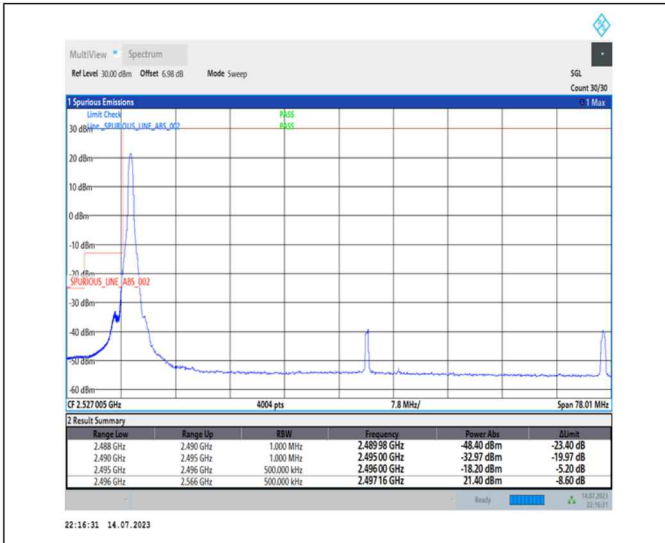 MultiView Spectrum
Ref Level 30.00 dBm Offset 6.98 dB Mode Sweep SGL
Count 30/30
1 Spurious Emissions 1 Max
Limit Check PASS
Line _SPURIOUS_LINE_ABS_002 PASS
30 dBm
20 dBm
10 dBm
0 dBm
-10 dBm
-20 dBm
_SPURIOUS_LINE_ABS_002
-30 dBm
-40 dBm
-50 dBm
-60 dBm
CF 2.527 005 GHz 4004 pts 7.8 MHz/ Span 78.01 MHz
2 Result Summary
Range Low Range Up RBW Frequency Power Abs ΔLimit
2.488 GHz 2.490 GHz 1.000 MHz 2.489 98 GHz -48.40 dBm -23.40 dB
2.490 GHz 2.495 GHz 1.000 MHz 2.495 00 GHz -32.97 dBm -19.97 dB
2.495 GHz 2.496 GHz 500.000 kHz 2.496 00 GHz -18.20 dBm -5.20 dB
2.496 GHz 2.566 GHz 500.000 kHz 2.497 16 GHz 21.40 dBm -8.60 dB
Ready 14.07.2023
22:16:31
22:16:31 14.07.2023